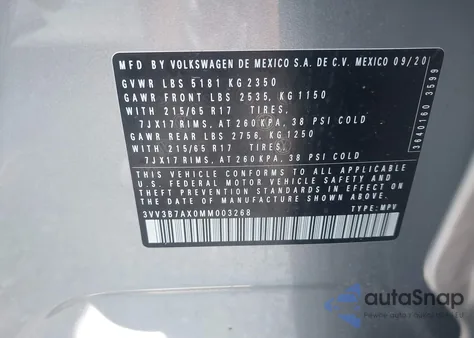 MFD BY VOLKSWAGEN DE MEXICO S.A. DE C.V. MEXICO 09/20
GVWR LBS 5181 KG 2350
GAWR FRONT LBS 2535, KG 1150
WITH 215/65 R17 TIRES,
7JX17 RIMS, AT 260 KPA, 38 PSI COLD
GAWR REAR LBS 2756, KG 1250
WITH 215/65 R17 TIRES,
7JX17 RIMS, AT 260 KPA, 38 PSI COLD
THIS VEHICLE CONFORMS TO ALL APPLICABLE
U.S. FEDERAL MOTOR VEHICLE SAFETY AND
THEFT PREVENTION STANDARDS IN EFFECT ON
THE DATE OF MANUFACTURE SHOWN ABOVE.
3VV3B7AX0MM003268 TYPE: MPV
3640160 3599
autoSnap